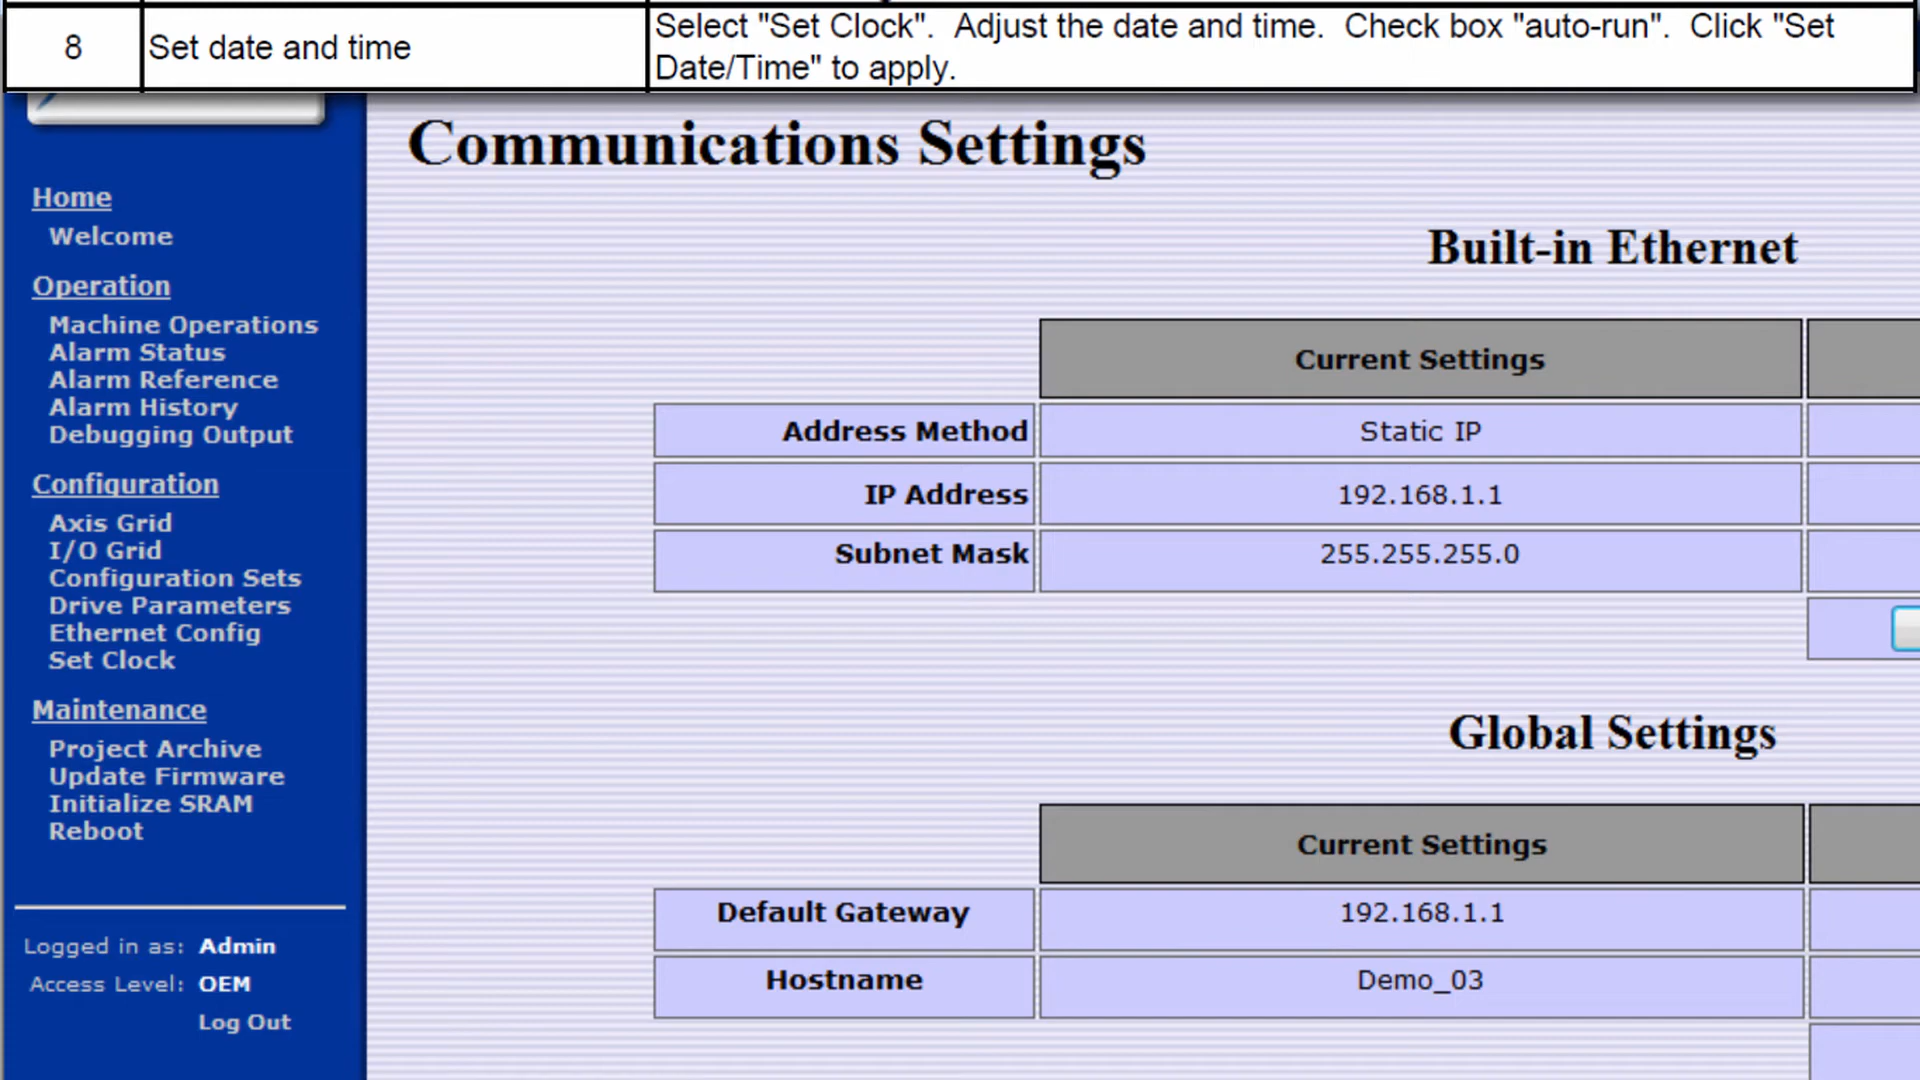 8
Set date and time
Select "Set Clock".  Adjust the date and time.  Check box "auto-run".  Click "Set
Date/Time" to apply.
Home
Welcome
Operation
Machine Operations
Alarm Status
Alarm Reference
Alarm History
Debugging Output
Configuration
Axis Grid
I/O Grid
Configuration Sets
Drive Parameters
Ethernet Config
Set Clock
Maintenance
Project Archive
Update Firmware
Initialize SRAM
Reboot
Logged in as: Admin
Access Level: OEM
Log Out
Communications Settings
Built-in Ethernet
Current Settings
Address Method Static IP
IP Address 192.168.1.1
Subnet Mask 255.255.255.0
Global Settings
Current Settings
Default Gateway 192.168.1.1
Hostname Demo_03